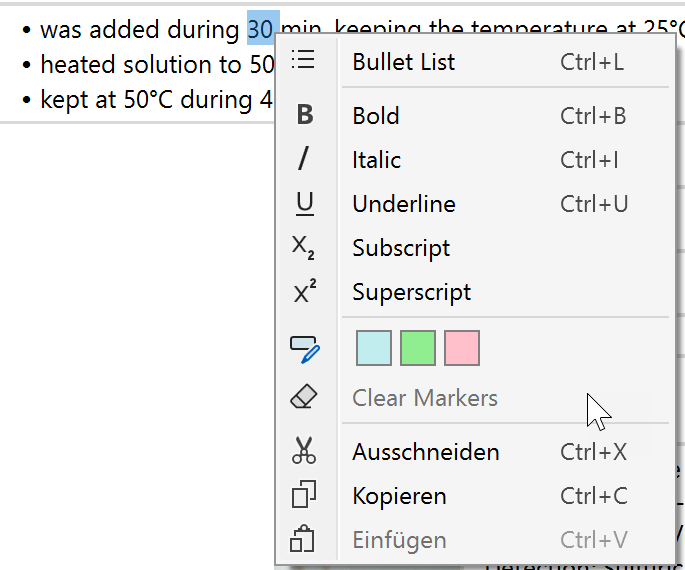 • was added during 30 min, keeping the temperature at 25°C
• heated solution to 50
• kept at 50°C during 4
Bullet List Ctrl+L
B Bold Ctrl+B
I Italic Ctrl+I
U Underline Ctrl+U
X₂ Subscript
X² Superscript
Clear Markers
Ausschneiden Ctrl+X
Kopieren Ctrl+C
Einfügen Ctrl+V